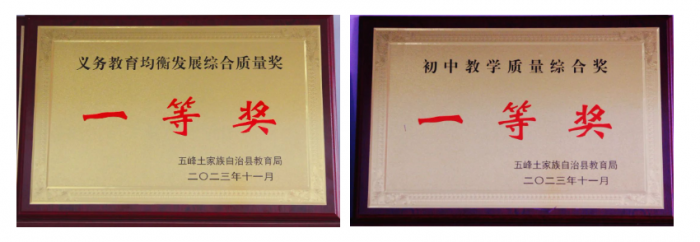 义务教育均衡发展综合质量奖
一等奖
五峰土家族自治县教育局
二〇二三年十一月
初中教学质量综合奖
一等奖
五峰土家族自治县教育局
二〇二三年十一月